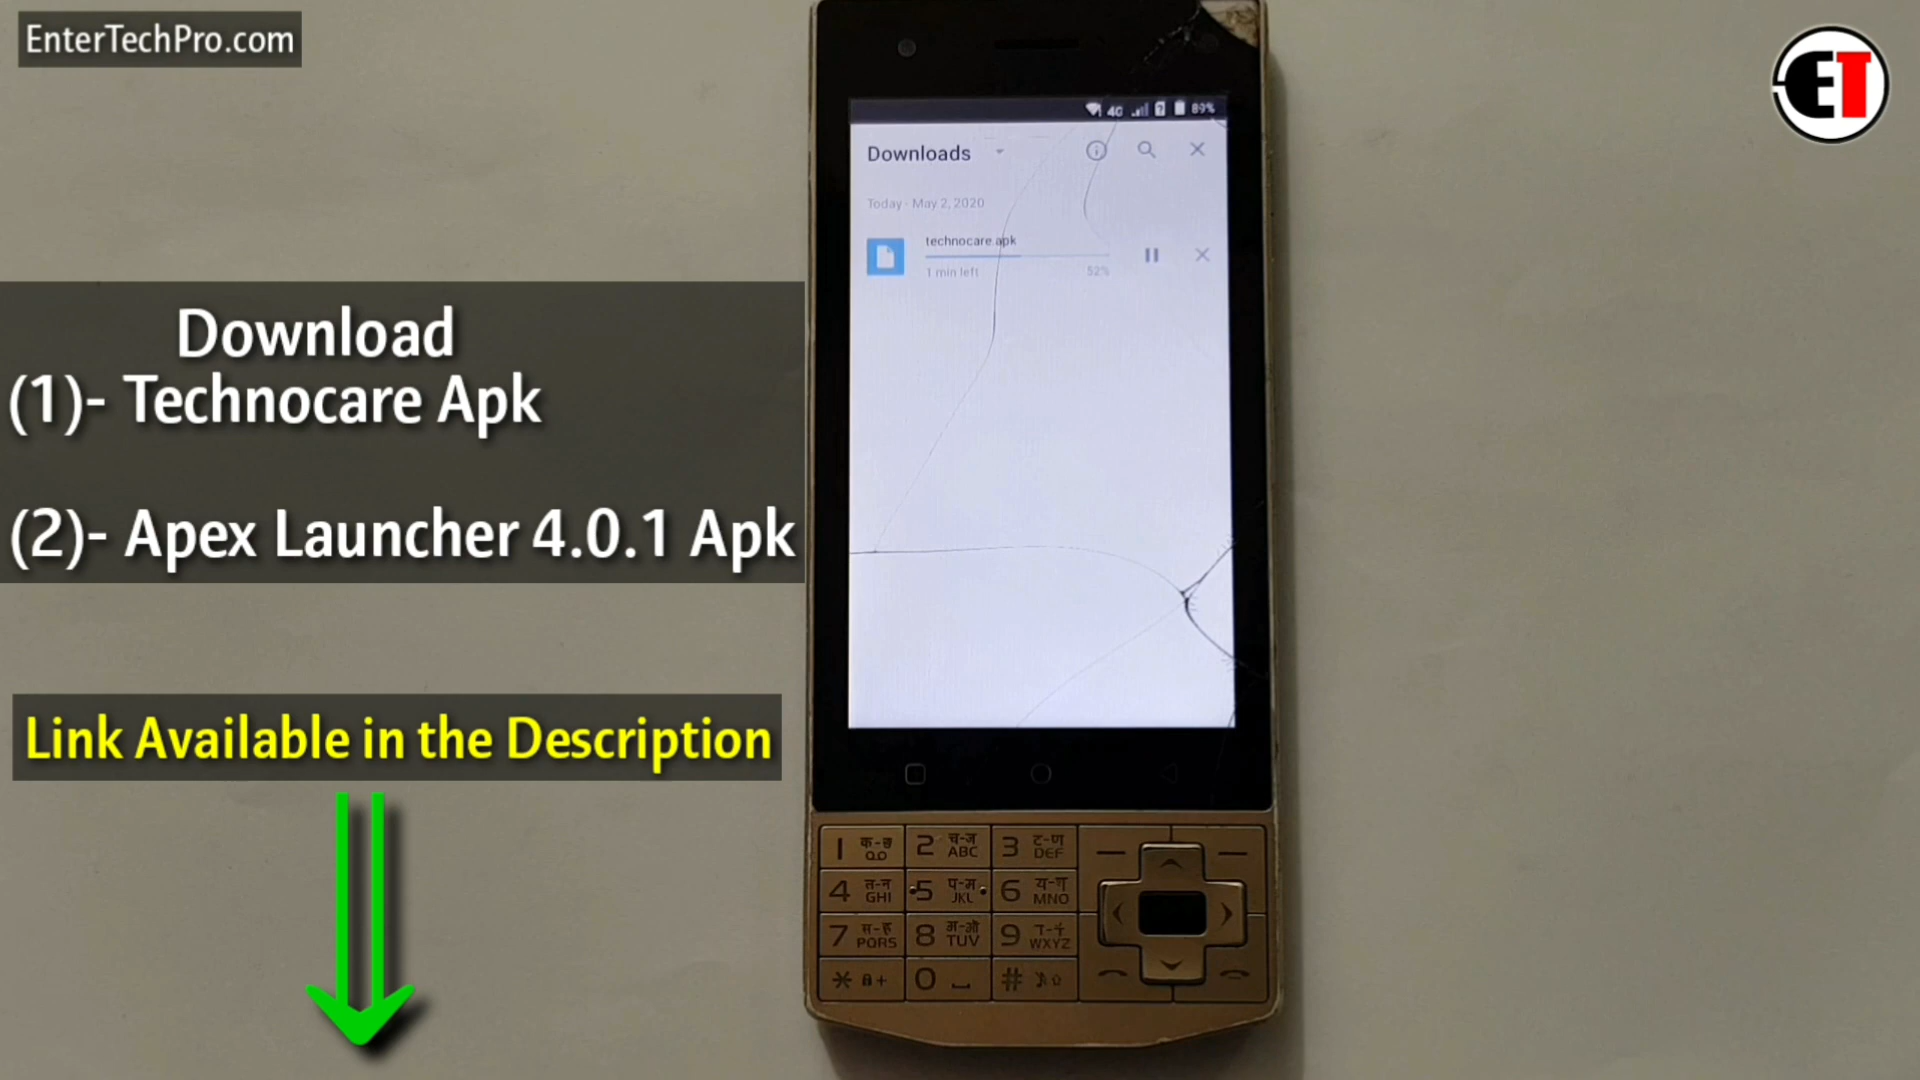 EnterTechPro.com
ET
4G 89%
Downloads
Today - May 2, 2020
technocare.apk
1 min left 52%
Download
(1)- Technocare Apk
(2)- Apex Launcher 4.0.1 Apk
Link Available in the Description
1 क-ङ
2 च-ञ ABC
3 ट-ण DEF
4 त-न GHI
5 प-म JKL
6 MNO
7 स-ह PQRS
8 अ-ओ TUV
9 WXYZ
* +
0
#